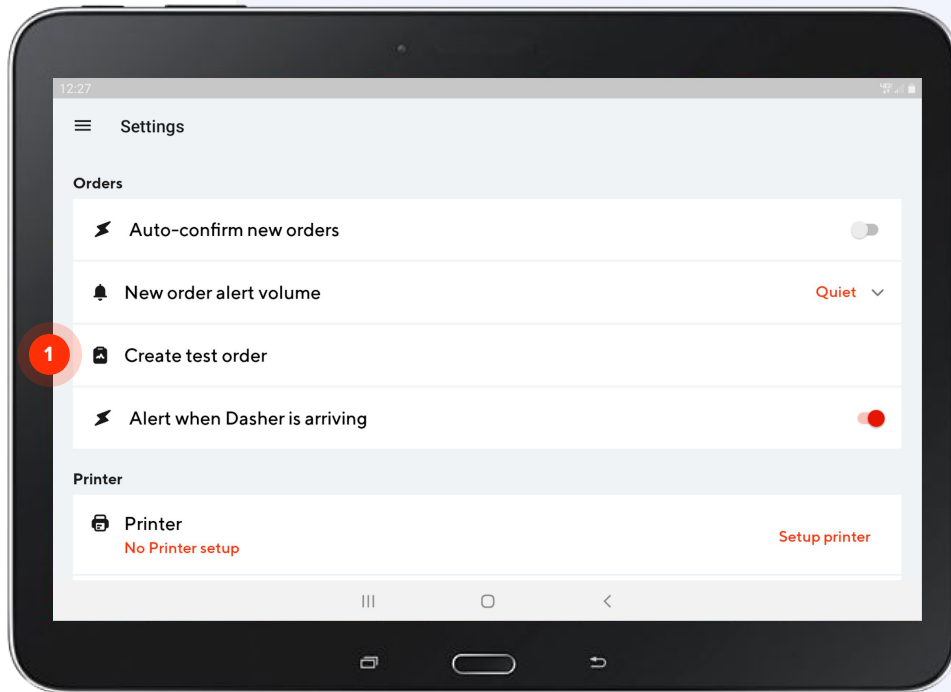 12:27
Settings
Orders
Auto-confirm new orders
New order alert volume
Quiet
1
Create test order
Alert when Dasher is arriving
Printer
Printer
No Printer setup
Setup printer